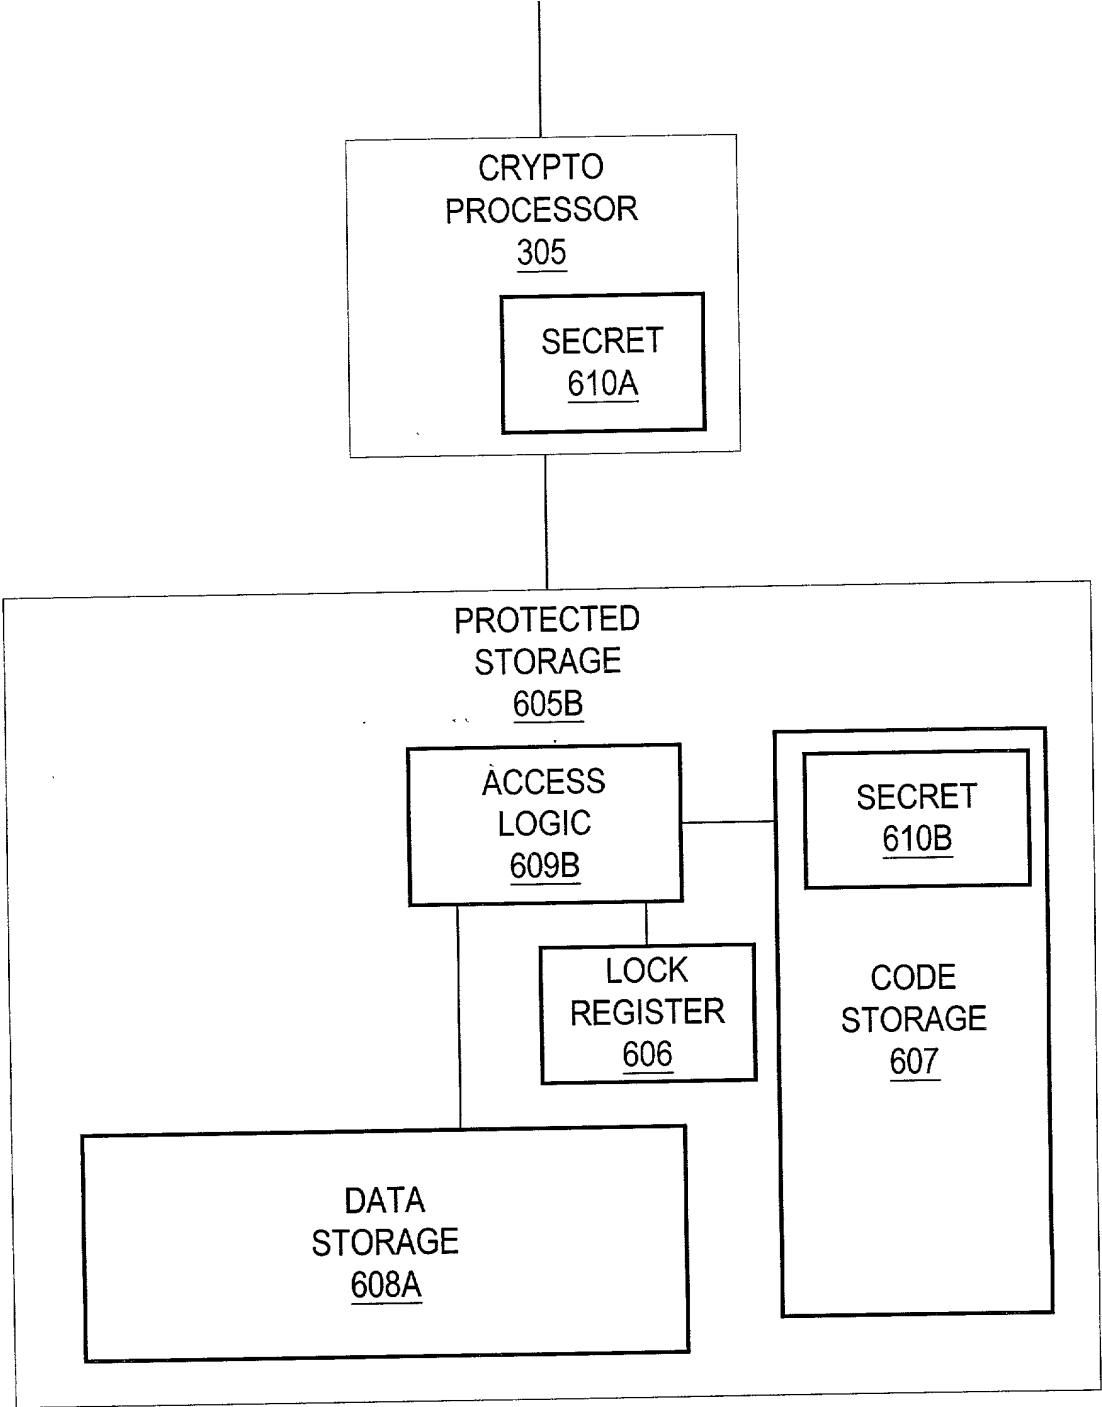 CRYPTO
PROCESSOR
305
SECRET
610A
PROTECTED
STORAGE
605B
ACCESS
LOGIC
609B
SECRET
610B
LOCK
REGISTER
606
CODE
STORAGE
607
DATA
STORAGE
608A